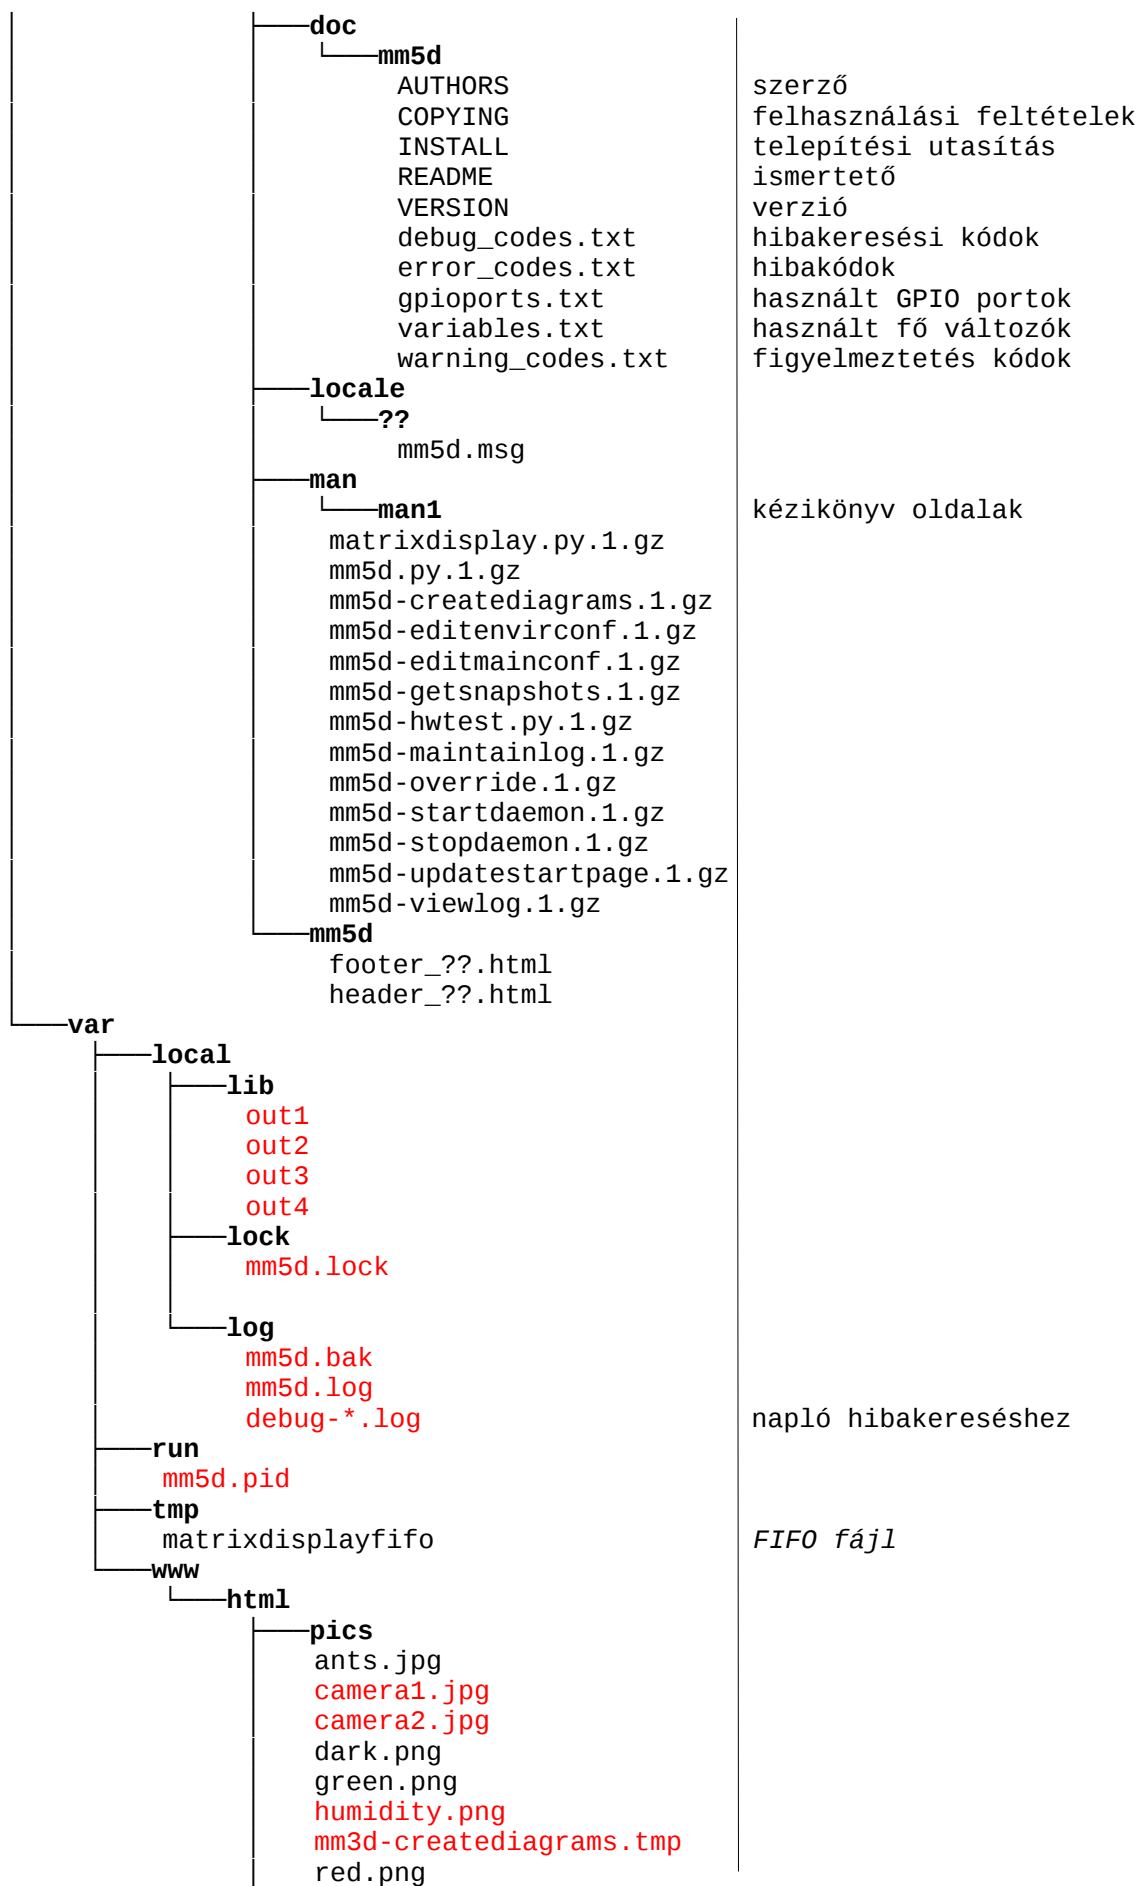 doc
mm5d
AUTHORS szerző
COPYING felhasználási feltételek
INSTALL telepítési utasítás
README ismertető
VERSION verzió
debug_codes.txt hibakeresési kódok
error_codes.txt hibakódok
gpioports.txt használt GPIO portok
variables.txt használt fő változók
warning_codes.txt figyelmeztetés kódok
locale
??
mm5d.msg
man
man1 kézikönyv oldalak
matrixdisplay.py.1.gz
mm5d.py.1.gz
mm5d-creatediagrams.1.gz
mm5d-editenvirconf.1.gz
mm5d-editmainconf.1.gz
mm5d-getsnapshots.1.gz
mm5d-hwtest.py.1.gz
mm5d-maintainlog.1.gz
mm5d-override.1.gz
mm5d-startdaemon.1.gz
mm5d-stopdaemon.1.gz
mm5d-updatestartpage.1.gz
mm5d-viewlog.1.gz
mm5d
footer_??.html
header_??.html
var
local
lib
out1
out2
out3
out4
lock
mm5d.lock
log
mm5d.bak
mm5d.log
debug-*.log napló hibakereséshez
run
mm5d.pid
tmp
matrixdisplayfifo FIFO fájl
www
html
pics
ants.jpg
camera1.jpg
camera2.jpg
dark.png
green.png
humidity.png
mm3d-creatediagrams.tmp
red.png